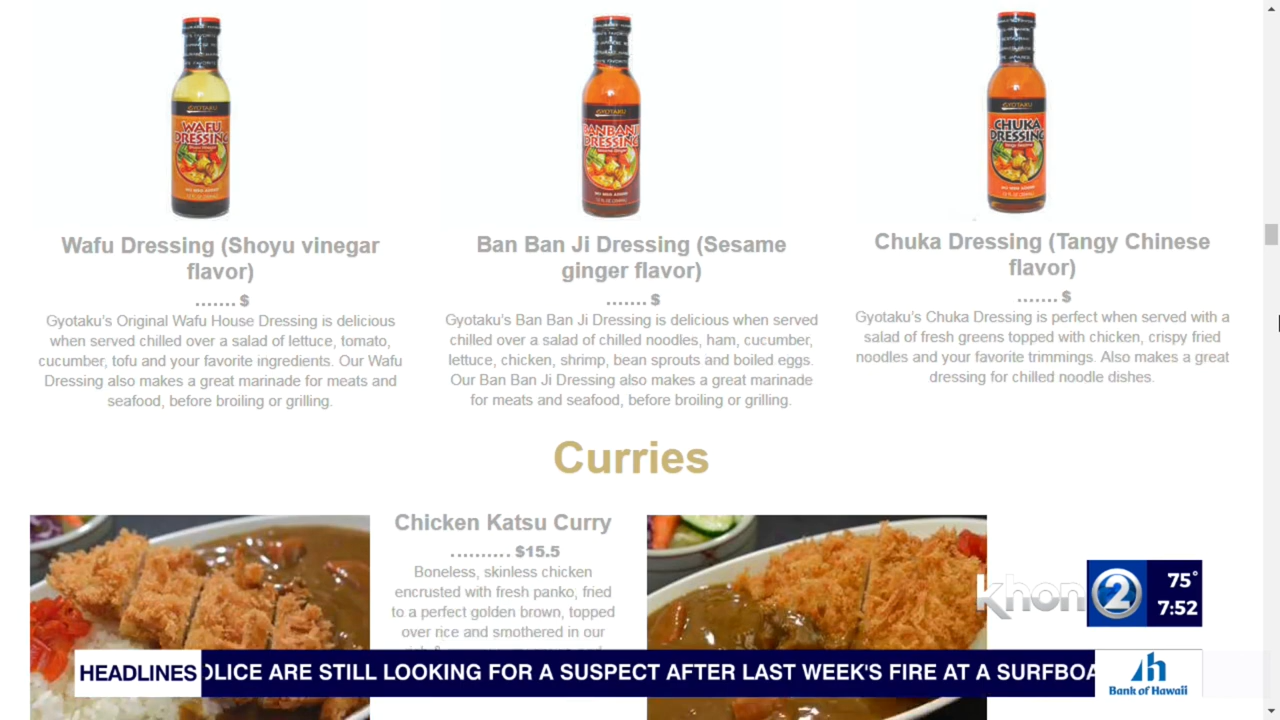 GYOTAKU
WAFU
DRESSING
GYOTAKU
BANBANJI
DRESSING
Sesame Ginger
GYOTAKU
CHUKA
DRESSING
Wafu Dressing (Shoyu vinegar
flavor)
....... $
Gyotaku's Original Wafu House Dressing is delicious
when served chilled over a salad of lettuce, tomato,
cucumber, tofu and your favorite ingredients. Our Wafu
Dressing also makes a great marinade for meats and
seafood, before broiling or grilling.
Ban Ban Ji Dressing (Sesame
ginger flavor)
....... $
Gyotaku's Ban Ban Ji Dressing is delicious when served
chilled over a salad of chilled noodles, ham, cucumber,
lettuce, chicken, shrimp, bean sprouts and boiled eggs.
Our Ban Ban Ji Dressing also makes a great marinade
for meats and seafood, before broiling or grilling.
Chuka Dressing (Tangy Chinese
flavor)
....... $
Gyotaku's Chuka Dressing is perfect when served with a
salad of fresh greens topped with chicken, crispy fried
noodles and your favorite trimmings. Also makes a great
dressing for chilled noodle dishes.
Curries
Chicken Katsu Curry
.......... $15.5
Boneless, skinless chicken
encrusted with fresh panko, fried
to a perfect golden brown, topped
over rice and smothered in our
khon 2
75°
7:52
HEADLINES
OLICE ARE STILL LOOKING FOR A SUSPECT AFTER LAST WEEK'S FIRE AT A SURFBOA
Bank of Hawaii